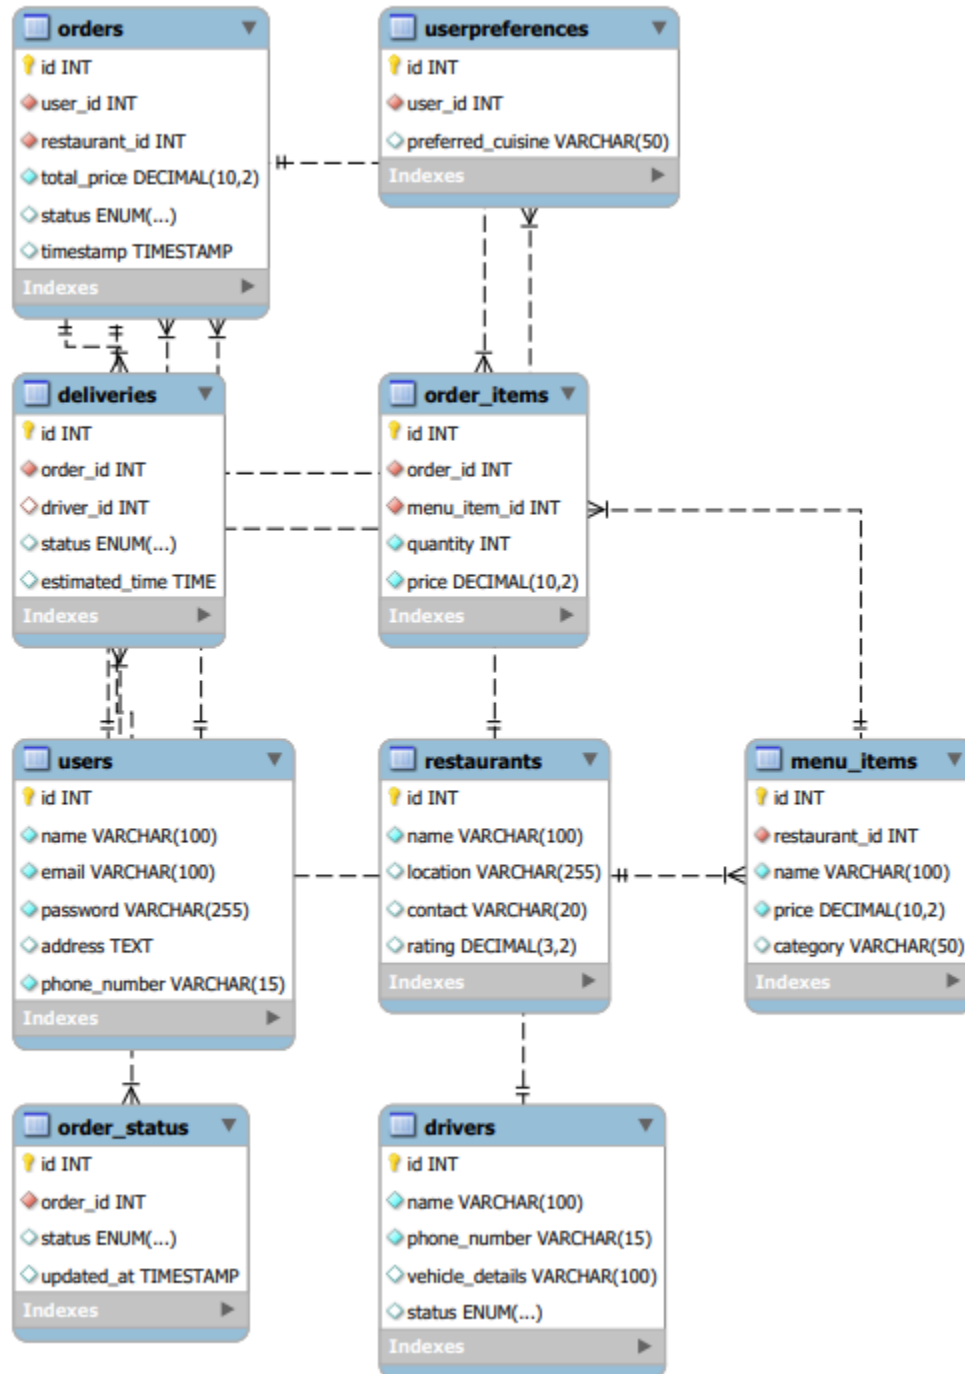 orders
id INT
user_id INT
restaurant_id INT
total_price DECIMAL(10,2)
status ENUM(...)
timestamp TIMESTAMP
Indexes
userpreferences
id INT
user_id INT
preferred_cuisine VARCHAR(50)
Indexes
deliveries
id INT
order_id INT
driver_id INT
status ENUM(...)
estimated_time TIME
Indexes
order_items
id INT
order_id INT
menu_item_id INT
quantity INT
price DECIMAL(10,2)
Indexes
users
id INT
name VARCHAR(100)
email VARCHAR(100)
password VARCHAR(255)
address TEXT
phone_number VARCHAR(15)
Indexes
restaurants
id INT
name VARCHAR(100)
location VARCHAR(255)
contact VARCHAR(20)
rating DECIMAL(3,2)
Indexes
menu_items
id INT
restaurant_id INT
name VARCHAR(100)
price DECIMAL(10,2)
category VARCHAR(50)
Indexes
order_status
id INT
order_id INT
status ENUM(...)
updated_at TIMESTAMP
Indexes
drivers
id INT
name VARCHAR(100)
phone_number VARCHAR(15)
vehicle_details VARCHAR(100)
status ENUM(...)
Indexes